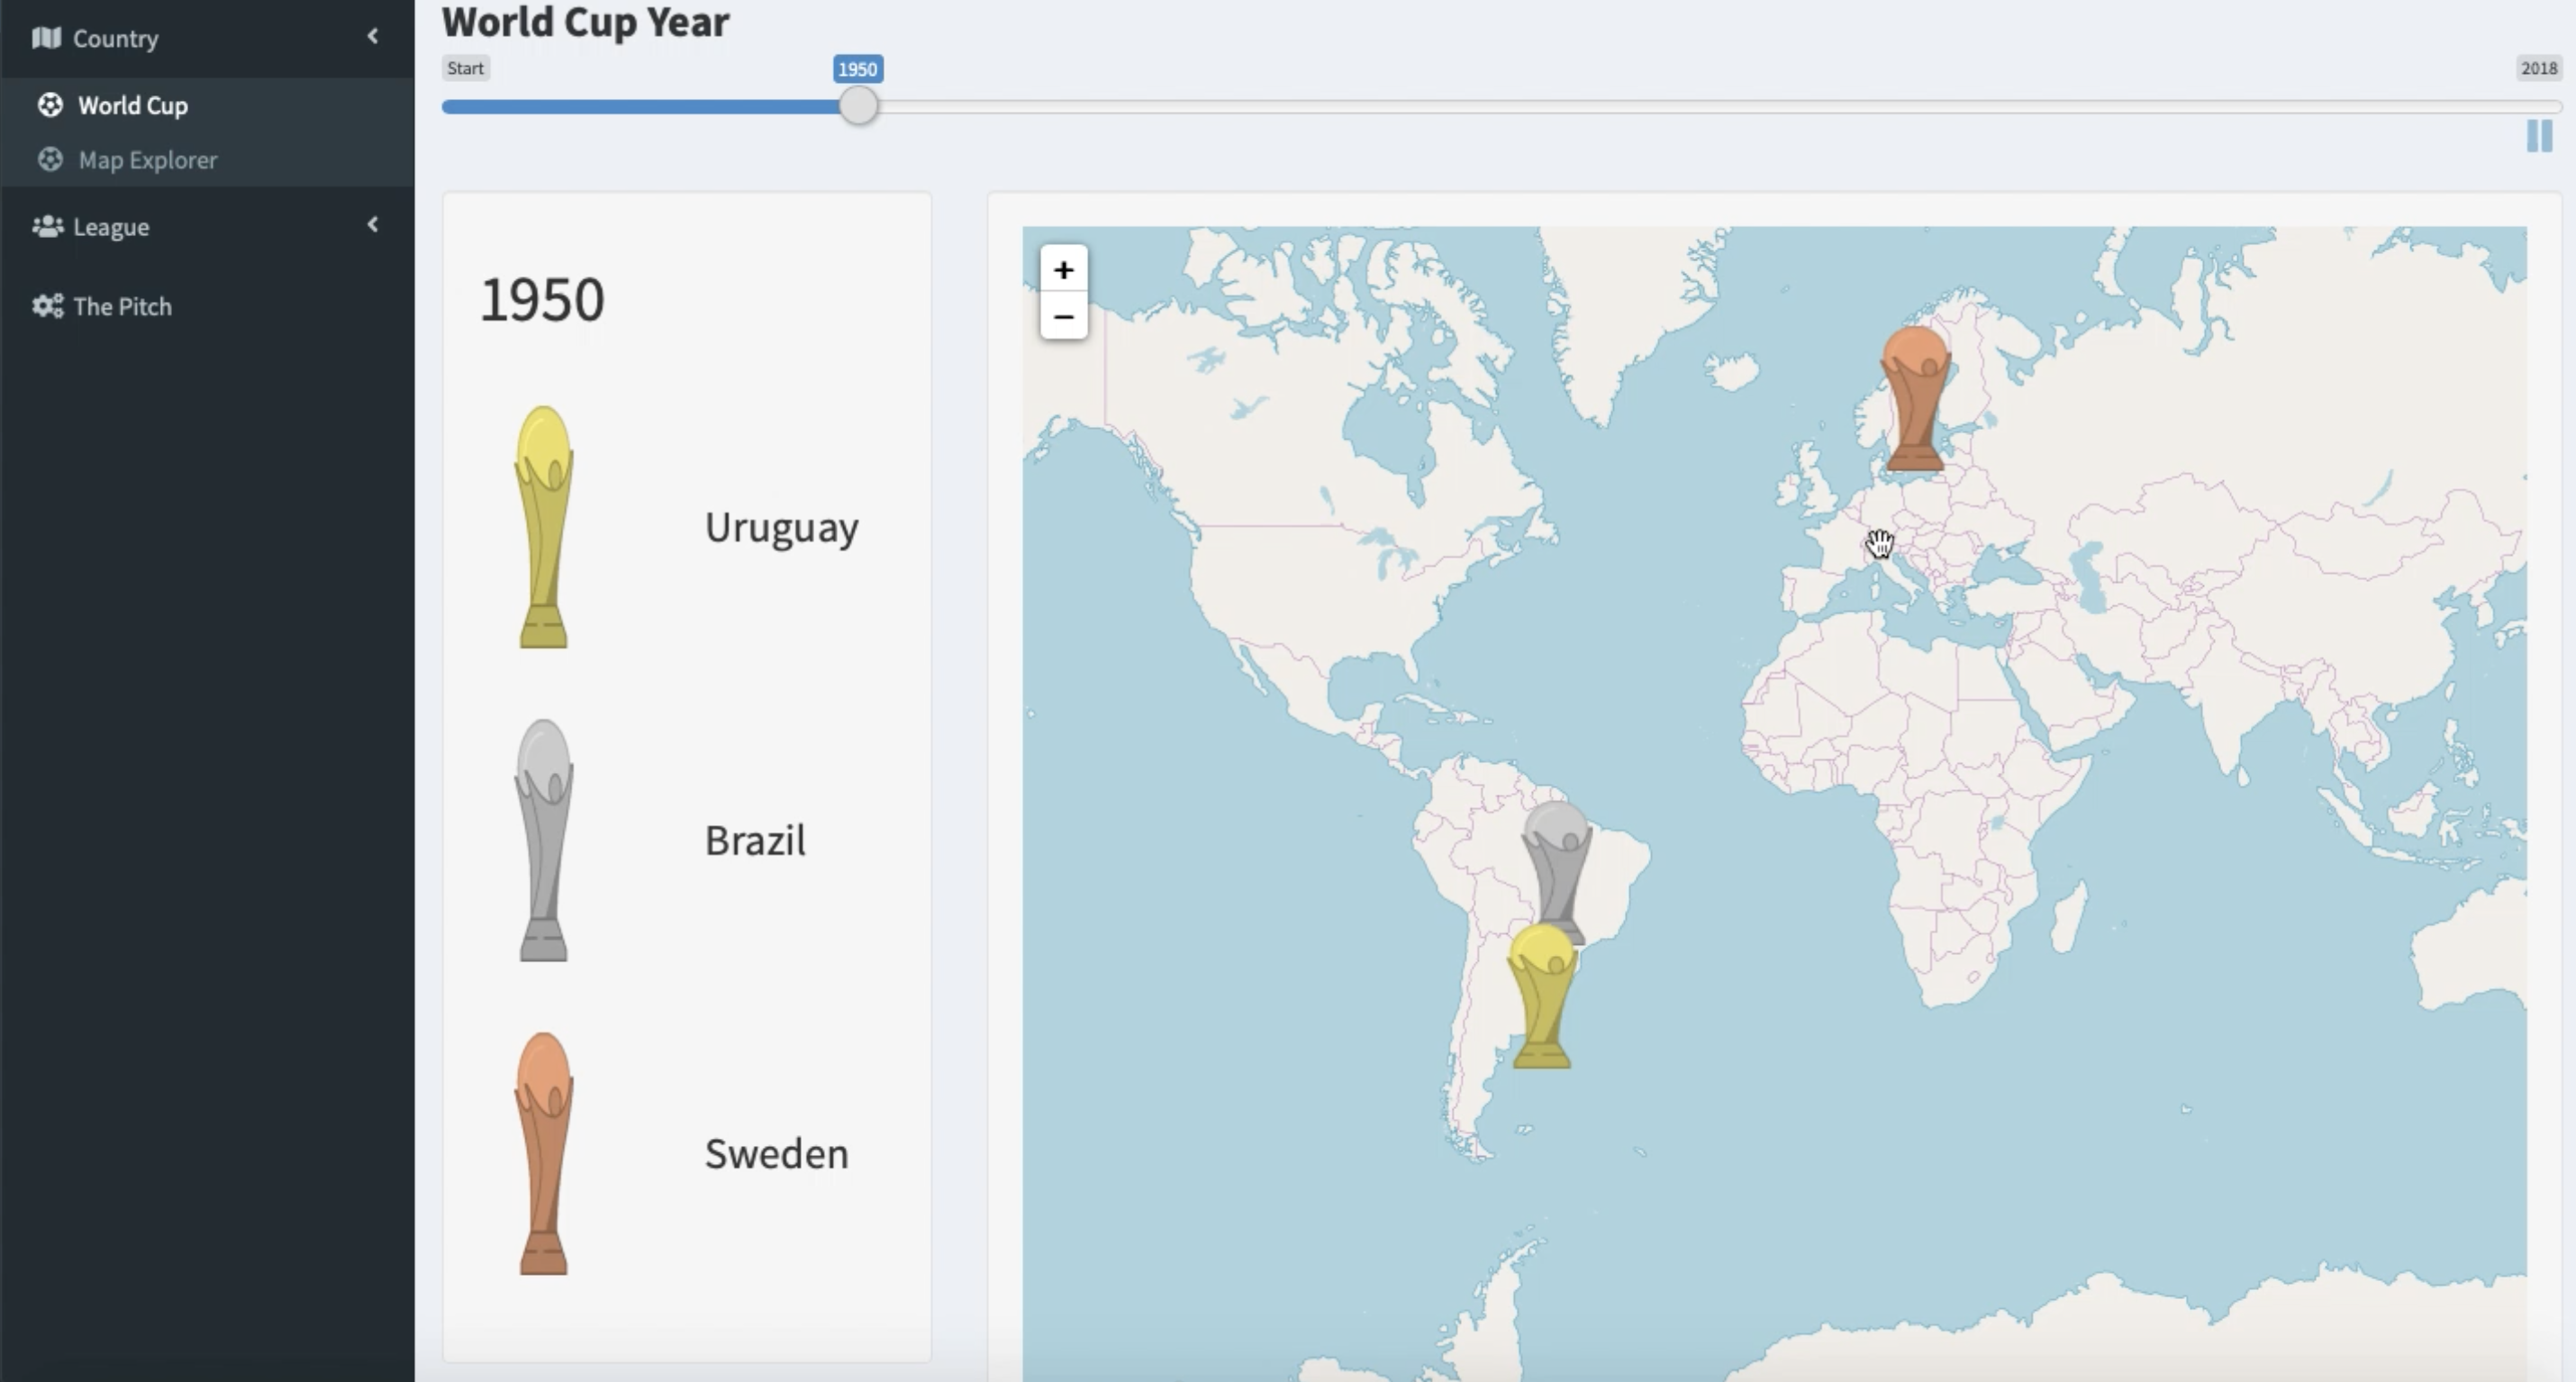 Country
World Cup
Map Explorer
League
The Pitch
World Cup Year
Start
1950
2018
1950
Uruguay
Brazil
Sweden
+
−